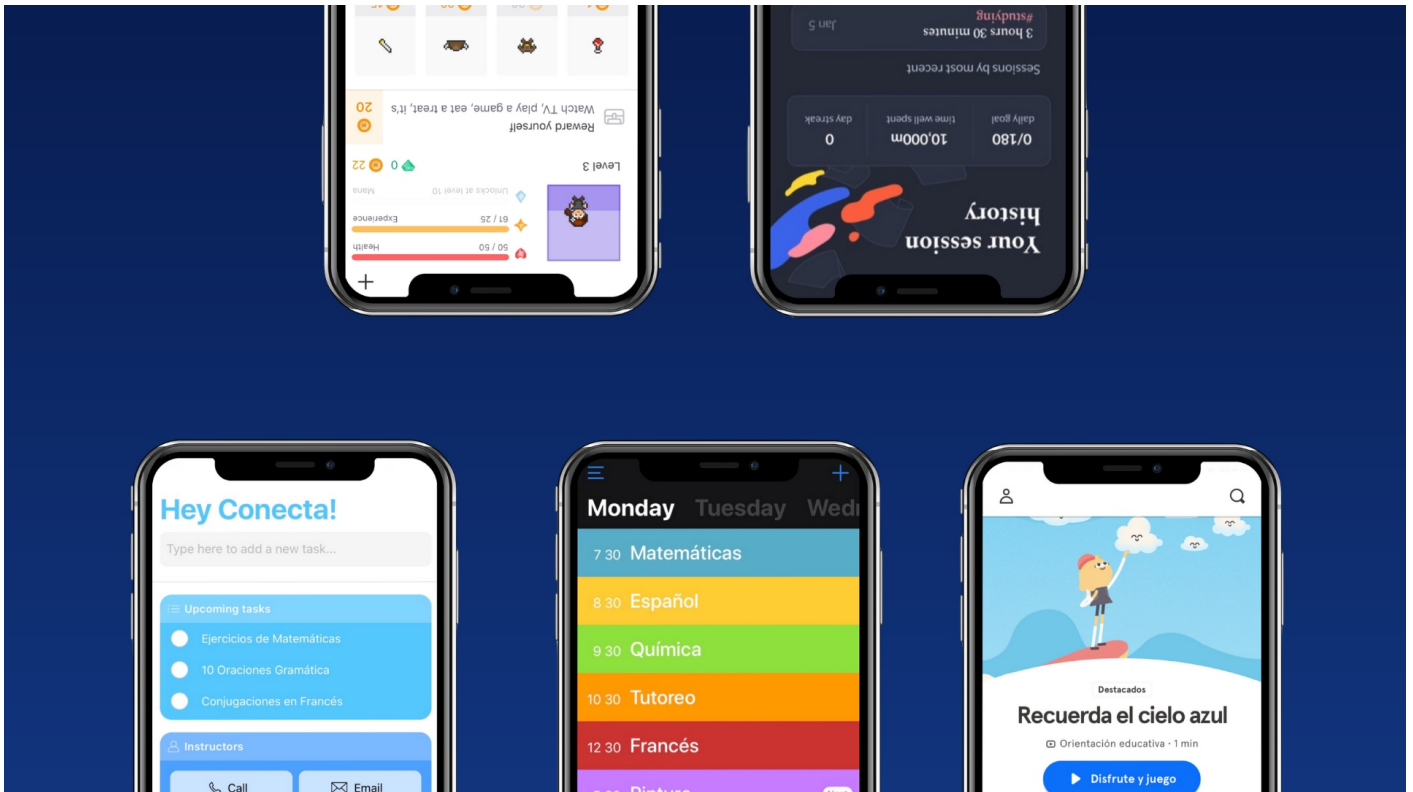 50 / 50 Health
61 / 25 Experience
Unlocks at level 10 Mana
Level 3 0 22
Reward yourself
Watch TV, play a game, eat a treat, it's
20
Your session
history
0/180 10,000m 0
daily goal time well spent day streak
Sessions by most recent
3 hours 30 minutes
#studying
Jan 5
Hey Conecta!
Type here to add a new task...
Upcoming tasks
Ejercicios de Matemáticas
10 Oraciones Gramática
Conjugaciones en Francés
Instructors
Call Email
Monday Tuesday Wed
7 30 Matemáticas
8 30 Español
9 30 Química
10 30 Tutoreo
12 30 Francés
Pintura
Destacados
Recuerda el cielo azul
Orientación educativa · 1 min
Disfrute y juego